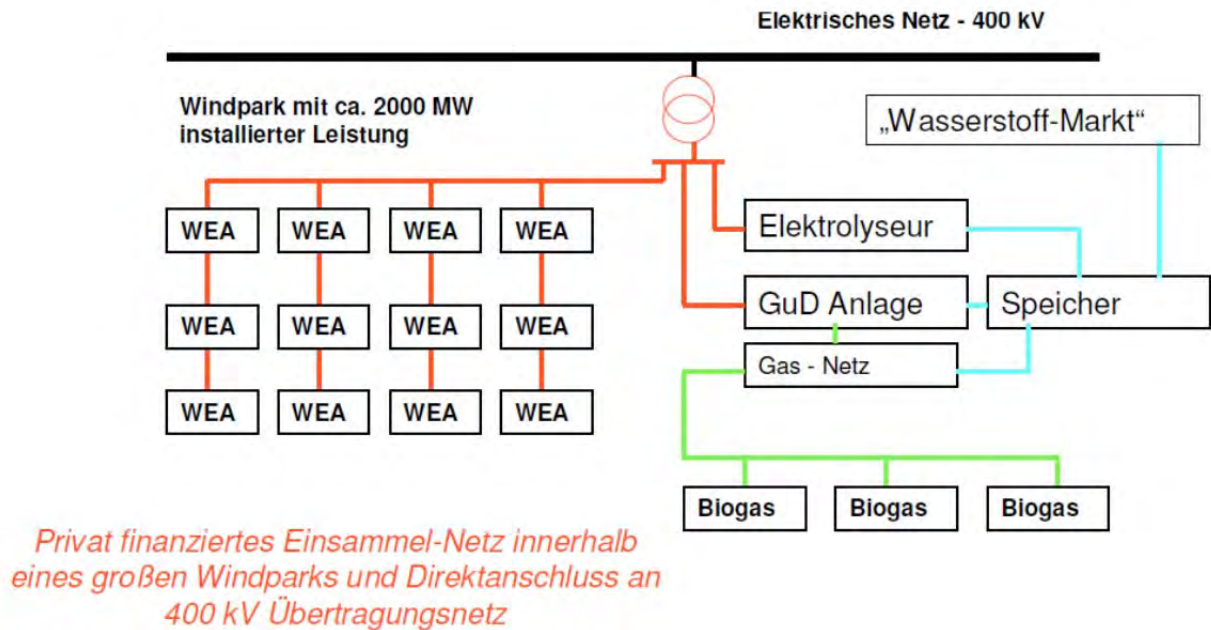 Elektrisches Netz - 400 kV
Windpark mit ca. 2000 MW
installierter Leistung
„Wasserstoff-Markt“
WEA WEA WEA WEA
Elektrolyseur
WEA WEA WEA WEA
GuD Anlage
Speicher
Gas - Netz
WEA WEA WEA WEA
Biogas Biogas Biogas
Privat finanziertes Einsammel-Netz innerhalb
eines großen Windparks und Direktanschluss an
400 kV Übertragungsnetz